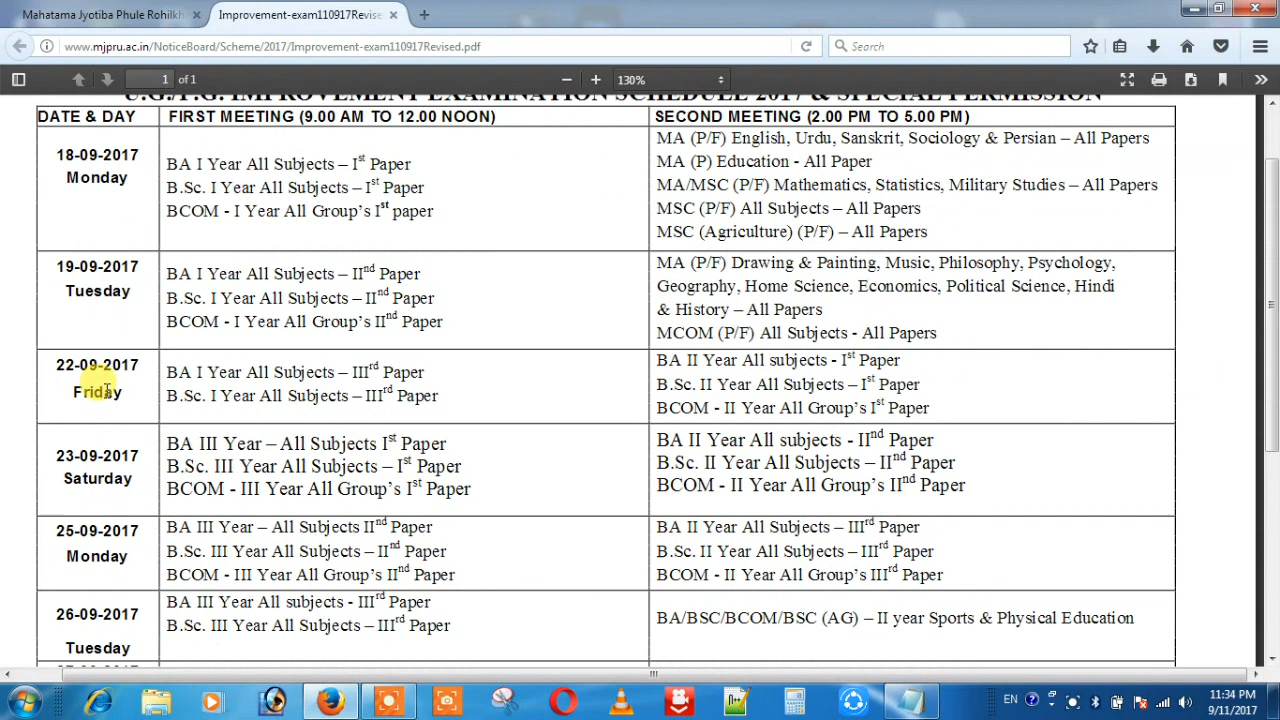 Mahatama Jyotiba Phule Rohilkh
Improvement-exam110917Revise
www.mjpru.ac.in/NoticeBoard/Scheme/2017/Improvement-exam110917Revised.pdf
Search
1 of 1
130%
U.G./P.G. IMPROVEMENT EXAMINATION SCHEDULE 2017 & SPECIAL PERMISSION
DATE & DAY
FIRST MEETING (9.00 AM TO 12.00 NOON)
SECOND MEETING (2.00 PM TO 5.00 PM)
18-09-2017
Monday
BA I Year All Subjects – Ist Paper
B.Sc. I Year All Subjects – Ist Paper
BCOM - I Year All Group’s Ist paper
MA (P/F) English, Urdu, Sanskrit, Sociology & Persian – All Papers
MA (P) Education - All Paper
MA/MSC (P/F) Mathematics, Statistics, Military Studies – All Papers
MSC (P/F) All Subjects – All Papers
MSC (Agriculture) (P/F) – All Papers
19-09-2017
Tuesday
BA I Year All Subjects – IInd Paper
B.Sc. I Year All Subjects – IInd Paper
BCOM - I Year All Group’s IInd Paper
MA (P/F) Drawing & Painting, Music, Philosophy, Psychology,
Geography, Home Science, Economics, Political Science, Hindi
& History – All Papers
MCOM (P/F) All Subjects - All Papers
22-09-2017
Friday
BA I Year All Subjects – IIIrd Paper
B.Sc. I Year All Subjects – IIIrd Paper
BA II Year All subjects - Ist Paper
B.Sc. II Year All Subjects – Ist Paper
BCOM - II Year All Group’s Ist Paper
23-09-2017
Saturday
BA III Year – All Subjects Ist Paper
B.Sc. III Year All Subjects – Ist Paper
BCOM - III Year All Group’s Ist Paper
BA II Year All subjects - IInd Paper
B.Sc. II Year All Subjects – IInd Paper
BCOM - II Year All Group’s IInd Paper
25-09-2017
Monday
BA III Year – All Subjects IInd Paper
B.Sc. III Year All Subjects – IInd Paper
BCOM - III Year All Group’s IInd Paper
BA II Year All Subjects – IIIrd Paper
B.Sc. II Year All Subjects – IIIrd Paper
BCOM - II Year All Group’s IIIrd Paper
26-09-2017
Tuesday
BA III Year All subjects - IIIrd Paper
B.Sc. III Year All Subjects – IIIrd Paper
BA/BSC/BCOM/BSC (AG) – II year Sports & Physical Education
EN
11:34 PM
9/11/2017